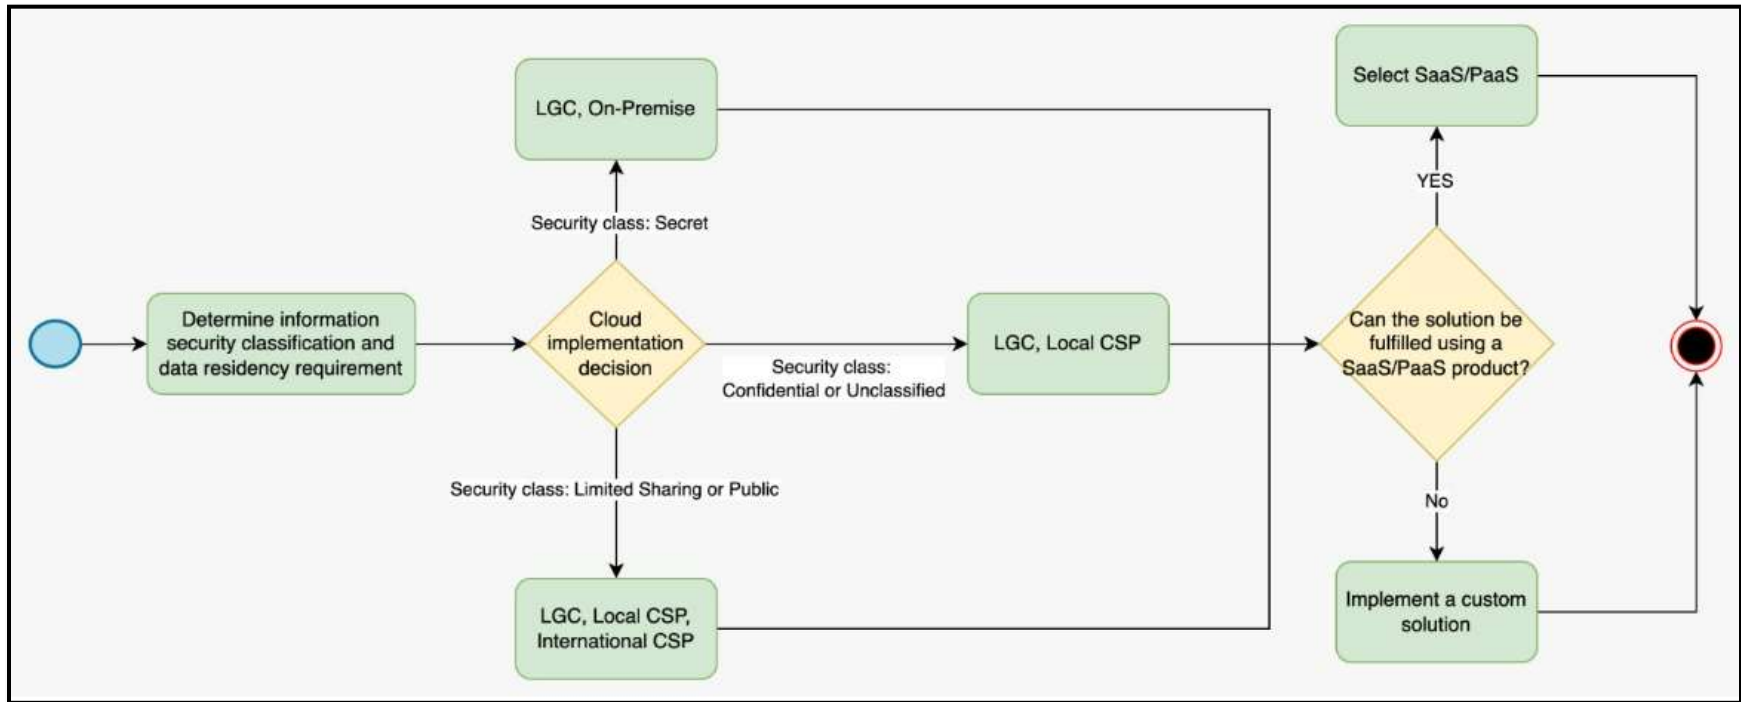 Select SaaS/PaaS
LGC, On-Premise
YES
Security class: Secret
Determine information
security classification and
data residency requirement
Cloud
implementation
decision
Security class:
Confidential or Unclassified
LGC, Local CSP
Can the solution be
fulfilled using a
SaaS/PaaS product?
Security class: Limited Sharing or Public
No
LGC, Local CSP,
International CSP
Implement a custom
solution